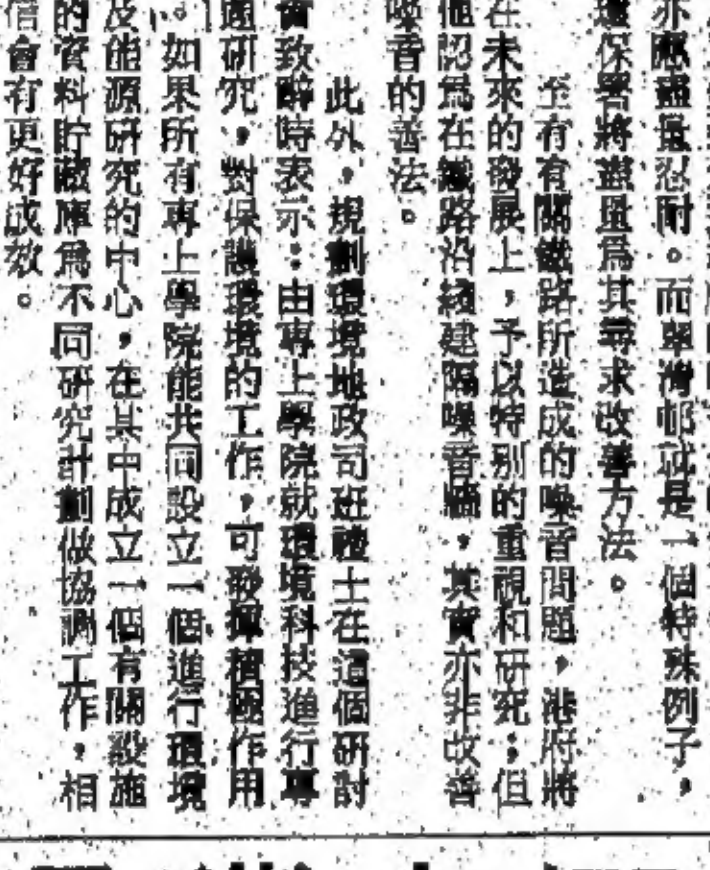 亦應盡量忍耐。而翠灣邨就是一個特殊例子，
環保署將盡量爲其尋求改善方法。
至有有關鐵路所造成的噪音問題，港府將
在未來的發展上，予以特别的重視和研究；但
他認爲在鐵路沿綫建隔噪音牆，其實亦非改善
噪音的善法。
此外，規劃環境地政司班禮士在這個研討
會致辭時表示：由專上學院就環境科技進行專
題研究，對保護環境的工作，可發揮積極作用
。如果所有專上學院能共同設立一個進行環境
及能源研究的中心，在其中成立一個有關設施
的資料貯藏庫爲不同研究計劃做協調工作，相
信會有更好成效。